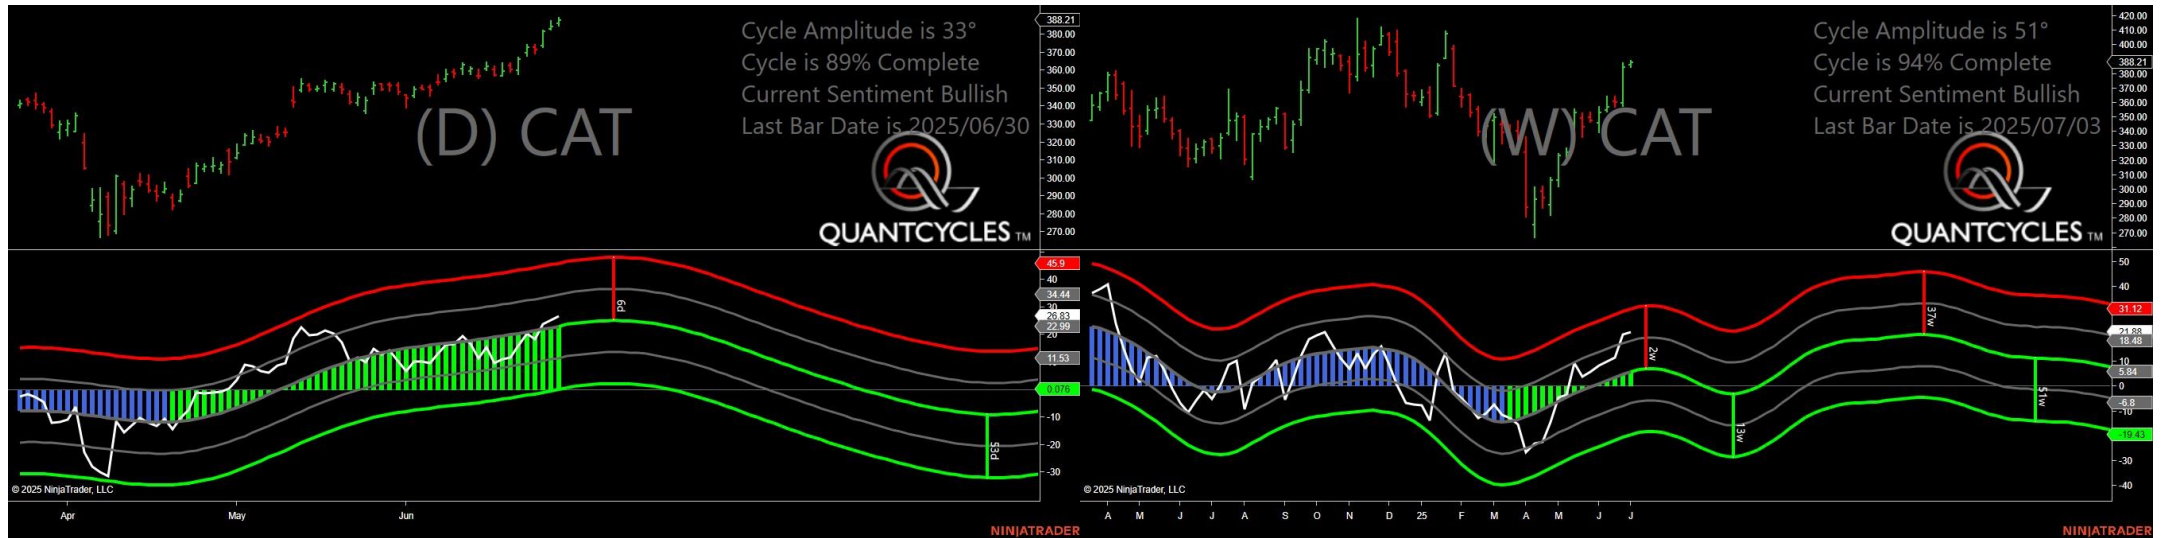 Cycle Amplitude is 33°
Cycle is 89% Complete
Current Sentiment Bullish
Last Bar Date is 2025/06/30
(D) CAT
QUANTCYCLES TM
388.21
380.00
370.00
360.00
350.00
340.00
330.00
320.00
310.00
300.00
290.00
280.00
270.00
45.9
40
34.44
30
26.83
22.99
20
11.53
0.076
-10
-20
-30
6d
53d
© 2025 NinjaTrader, LLC
Apr
May
Jun
NINJATRADER
Cycle Amplitude is 51°
Cycle is 94% Complete
Current Sentiment Bullish
Last Bar Date is 2025/07/03
(W) CAT
QUANTCYCLES TM
420.00
410.00
400.00
388.21
380.00
370.00
360.00
350.00
340.00
330.00
320.00
310.00
300.00
290.00
280.00
270.00
50
40
31.12
21.88
18.48
10
5.84
0
-6.8
-10
-19.43
-30
-40
2w
13w
37w
51w
© 2025 NinjaTrader, LLC
A
M
J
J
A
S
O
N
D
25
F
M
A
M
J
J
NINJATRADER